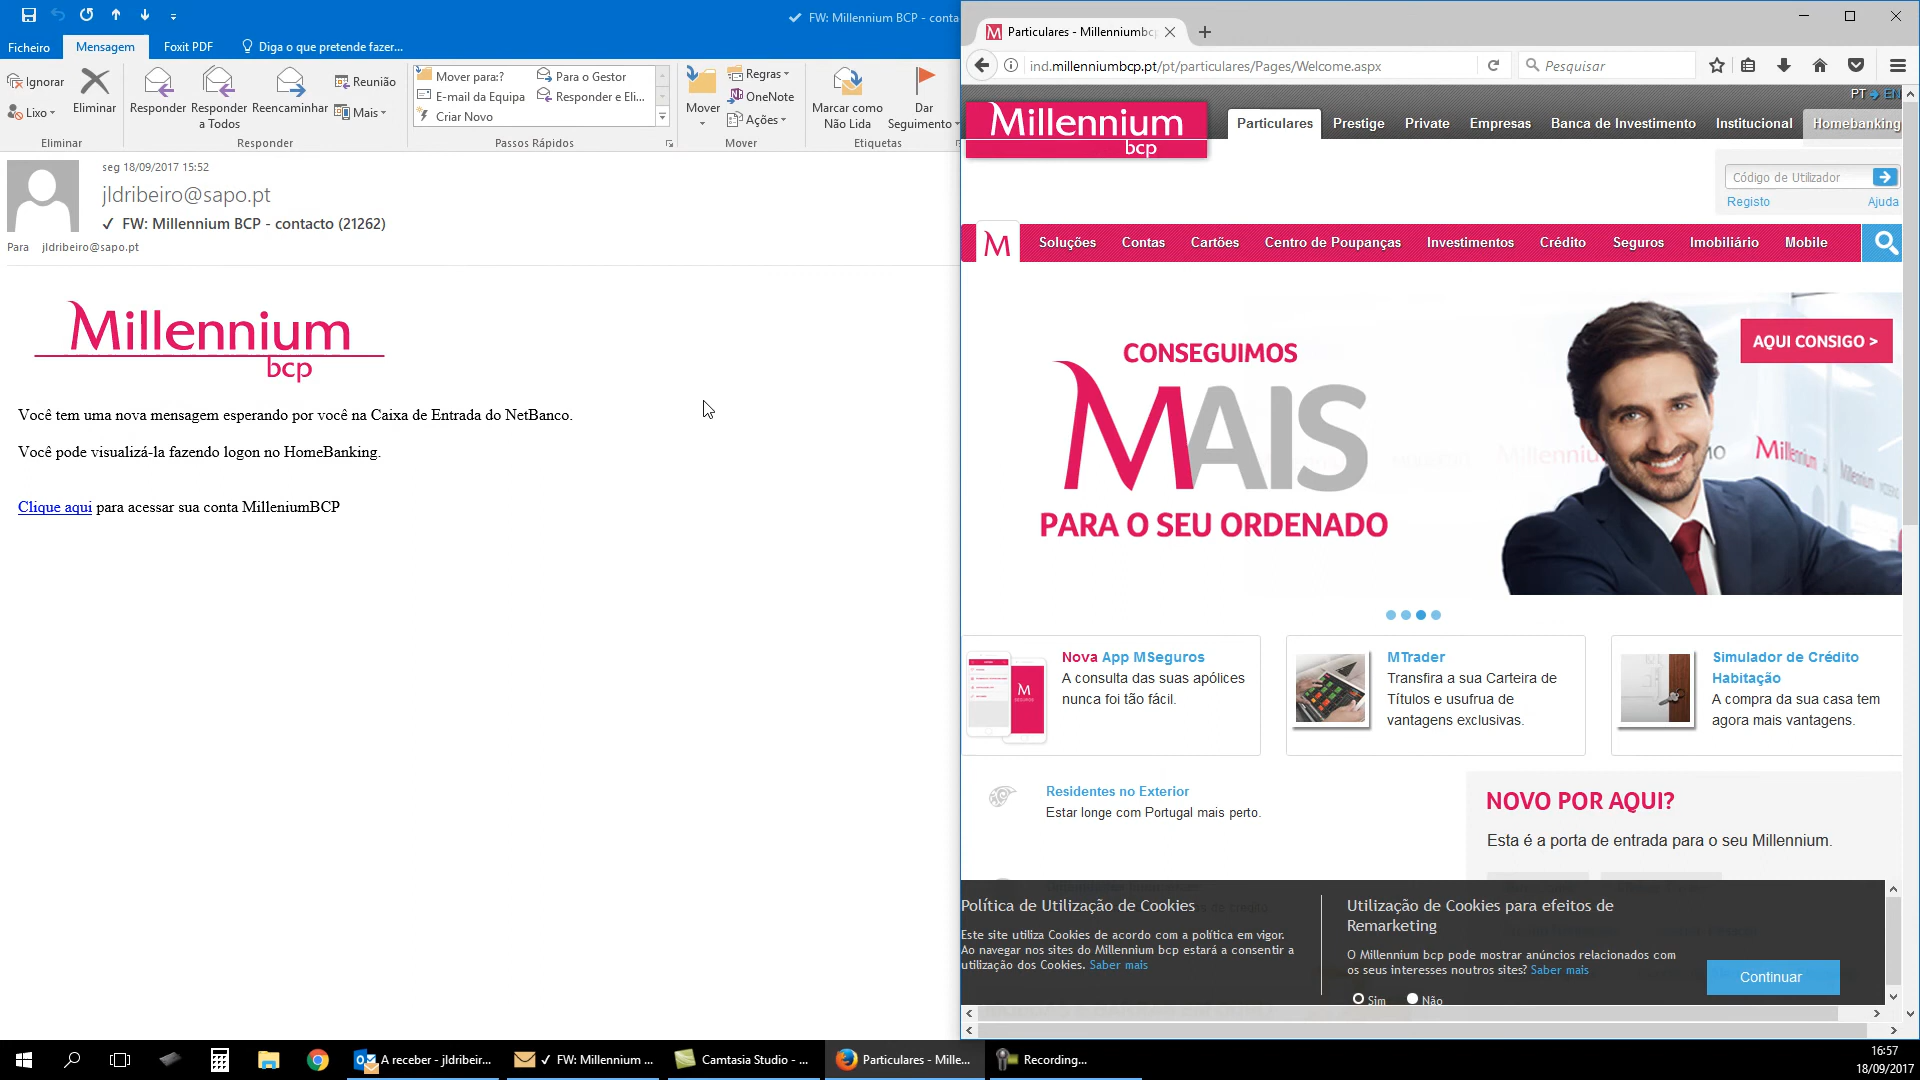 FW: Millennium BCP - conta
Ficheiro
Mensagem
Foxit PDF
Diga o que pretende fazer...
Ignorar
Lixo
Eliminar
Responder
Responder a Todos
Reencaminhar
Reunião
Mais
Mover para:?
E-mail da Equipa
Criar Novo
Para o Gestor
Responder e Eli...
Mover
Regras
OneNote
Ações
Marcar como Não Lida
Dar Seguimento
Eliminar
Responder
Passos Rápidos
Mover
Etiquetas
seg 18/09/2017 15:52
jldribeiro@sapo.pt
✓ FW: Millennium BCP - contacto (21262)
Para jldribeiro@sapo.pt
Millennium
bcp
Você tem uma nova mensagem esperando por você na Caixa de Entrada do NetBanco.
Você pode visualizá-la fazendo logon no HomeBanking.
Clique aqui para acessar sua conta MilleniumBCP
Particulares - Millenniumbc
ind.millenniumbcp.pt/pt/particulares/Pages/Welcome.aspx
Pesquisar
PT EN
Millennium
bcp
Particulares
Prestige
Private
Empresas
Banca de Investimento
Institucional
Homebanking
Código de Utilizador
Registo
Ajuda
M
Soluções
Contas
Cartões
Centro de Poupanças
Investimentos
Crédito
Seguros
Imobiliário
Mobile
AQUI CONSIGO >
CONSEGUIMOS
MAIS
PARA O SEU ORDENADO
Millennium
Nova App MSeguros
A consulta das suas apólices
nunca foi tão fácil.
MTrader
Transfira a sua Carteira de
Títulos e usufrua de
vantagens exclusivas.
Simulador de Crédito
Habitação
A compra da sua casa tem
agora mais vantagens.
Residentes no Exterior
Estar longe com Portugal mais perto.
NOVO POR AQUI?
Esta é a porta de entrada para o seu Millennium.
Política de Utilização de Cookies
Este site utiliza Cookies de acordo com a política em vigor.
Ao navegar nos sites do Millennium bcp estará a consentir a
utilização dos Cookies. Saber mais
Utilização de Cookies para efeitos de
Remarketing
O Millennium bcp pode mostrar anúncios relacionados com
os seus interesses noutros sites? Saber mais
Sim
Não
Continuar
A receber - jldribeir...
✓ FW: Millennium ...
Camtasia Studio - ...
Particulares - Mille...
Recording...
16:57
18/09/2017